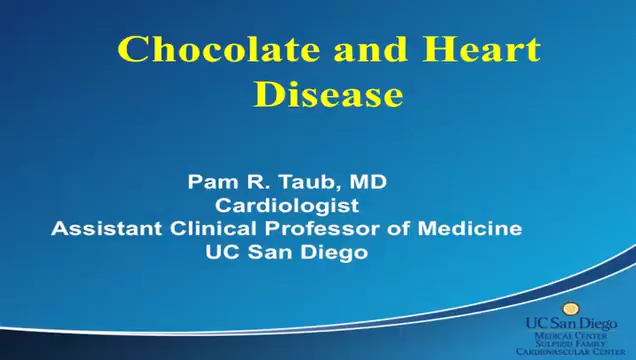 Chocolate and Heart
Disease
Pam R. Taub, MD
Cardiologist
Assistant Clinical Professor of Medicine
UC San Diego
UC San Diego
MEDICAL CENTER
SULPIZIO FAMILY
CARDIOVASCULAR CENTER